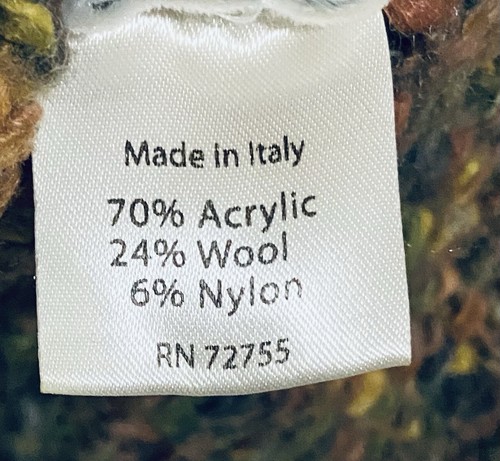 Made in Italy
70% Acrylic
24% Wool
6% Nylon
RN 72755